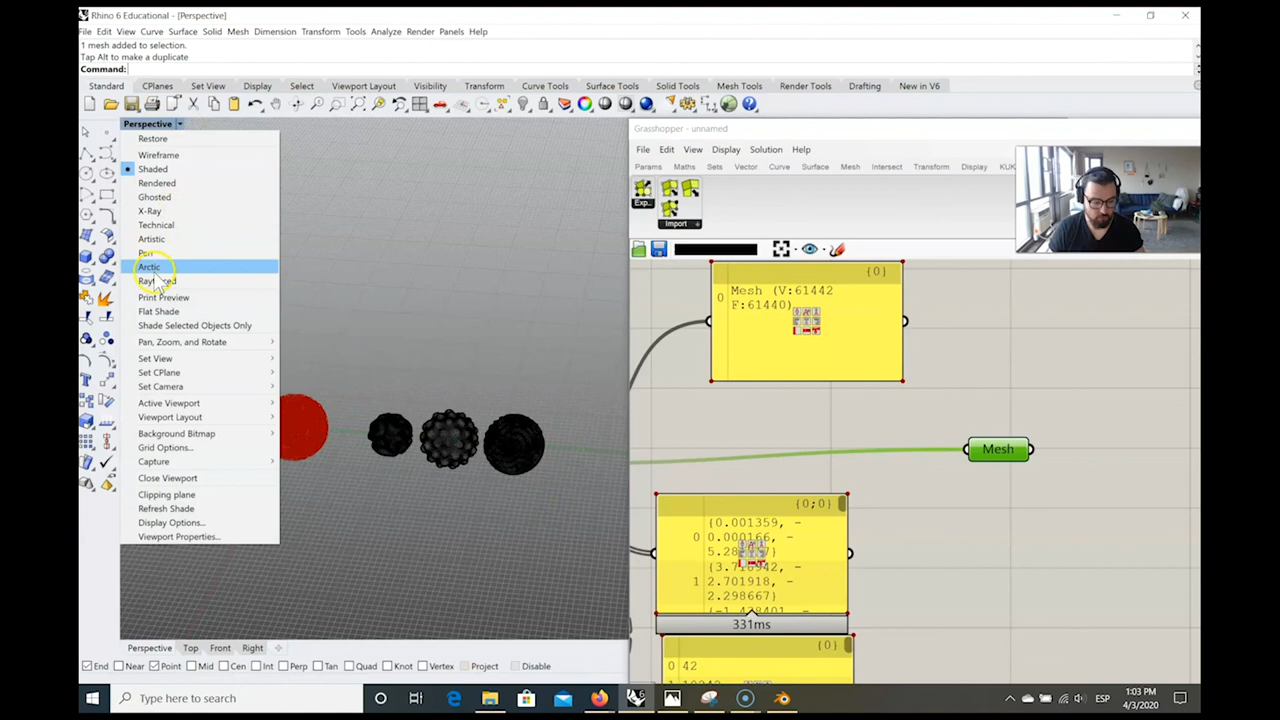 Rhino 6 Educational - [Perspective]
File Edit View Curve Surface Solid Mesh Dimension Transform Tools Analyze Render Panels Help
1 mesh added to selection.
Tap Alt to make a duplicate
Command:
Standard CPlanes Set View Display Select Viewport Layout Visibility Transform Curve Tools Surface Tools Solid Tools Mesh Tools Render Tools Drafting New in V6
Perspective
Restore
Wireframe
Shaded
Rendered
Ghosted
X-Ray
Technical
Artistic
Pen
Arctic
Raytraced
Print Preview
Flat Shade
Shade Selected Objects Only
Pan, Zoom, and Rotate
Set View
Set CPlane
Set Camera
Active Viewport
Viewport Layout
Background Bitmap
Grid Options...
Capture
Close Viewport
Clipping plane
Refresh Shade
Display Options...
Viewport Properties...
Grasshopper - unnamed
File Edit View Display Solution Help
Params Maths Sets Vector Curve Surface Mesh Intersect Transform Display KUK
Exp...
Import +
{0}
0 Mesh (V:61442
F:61440)
Mesh
{0;0}
{0.001359, -
0 0.000166, -
2.701918, -
1
2.298667}
331ms
{0}
0 42
Perspective Top Front Right
End Near Point Mid Cen Int Perp Tan Quad Knot Vertex Project Disable
Type here to search
ESP
1:03 PM
4/3/2020